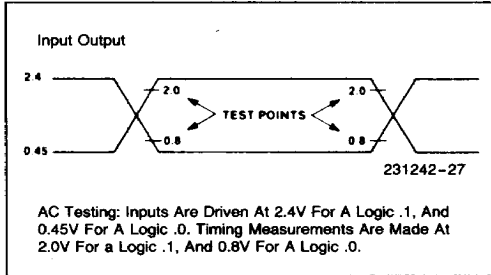 Input Output
2.4
2.0
2.0
TEST POINTS
0.8
0 8
0 45
231242-27
AC Testing: Inputs Are Driven At 2.4V For A Logic .1, And
0.45V For A Logic .0. Timing Measurements Are Made At
2.0V For a Logic .1, And 0.8V For A Logic .0.